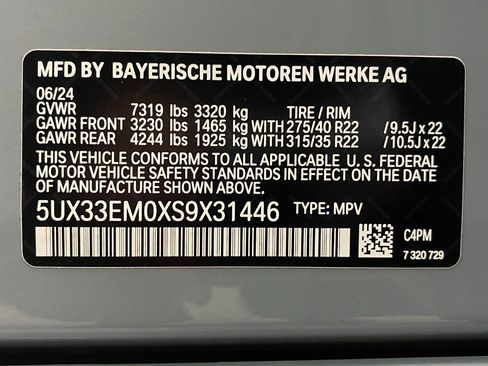 MFD BY BAYERISCHE MOTOREN WERKE AG
06/24
GVWR 7319 lbs 3320 kg TIRE / RIM
GAWR FRONT 3230 lbs 1465 kg WITH 275/40 R22 / 9.5J x 22
GAWR REAR 4244 lbs 1925 kg WITH 315/35 R22 / 10.5J x 22
THIS VEHICLE CONFORMS TO ALL APPLICABLE U. S. FEDERAL
MOTOR VEHICLE SAFETY STANDARDS IN EFFECT ON THE
DATE OF MANUFACTURE SHOWN ABOVE.
5UX33EM0XS9X31446 TYPE: MPV
C4PM
7 320 729